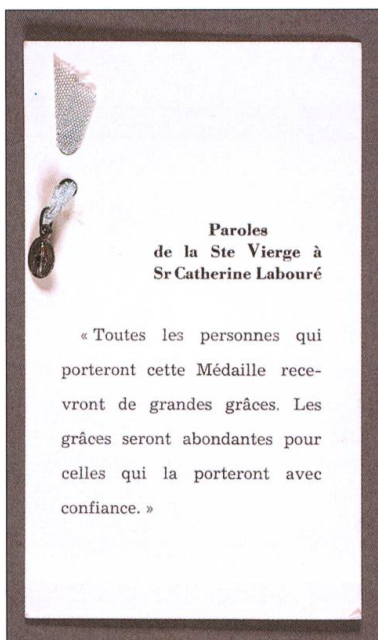 Paroles
de la Ste Vierge à
Sr Catherine Labouré
« Toutes les personnes qui
porteront cette Médaille rece-
vront de grandes grâces. Les
grâces seront abondantes pour
celles qui la porteront avec
confiance. »